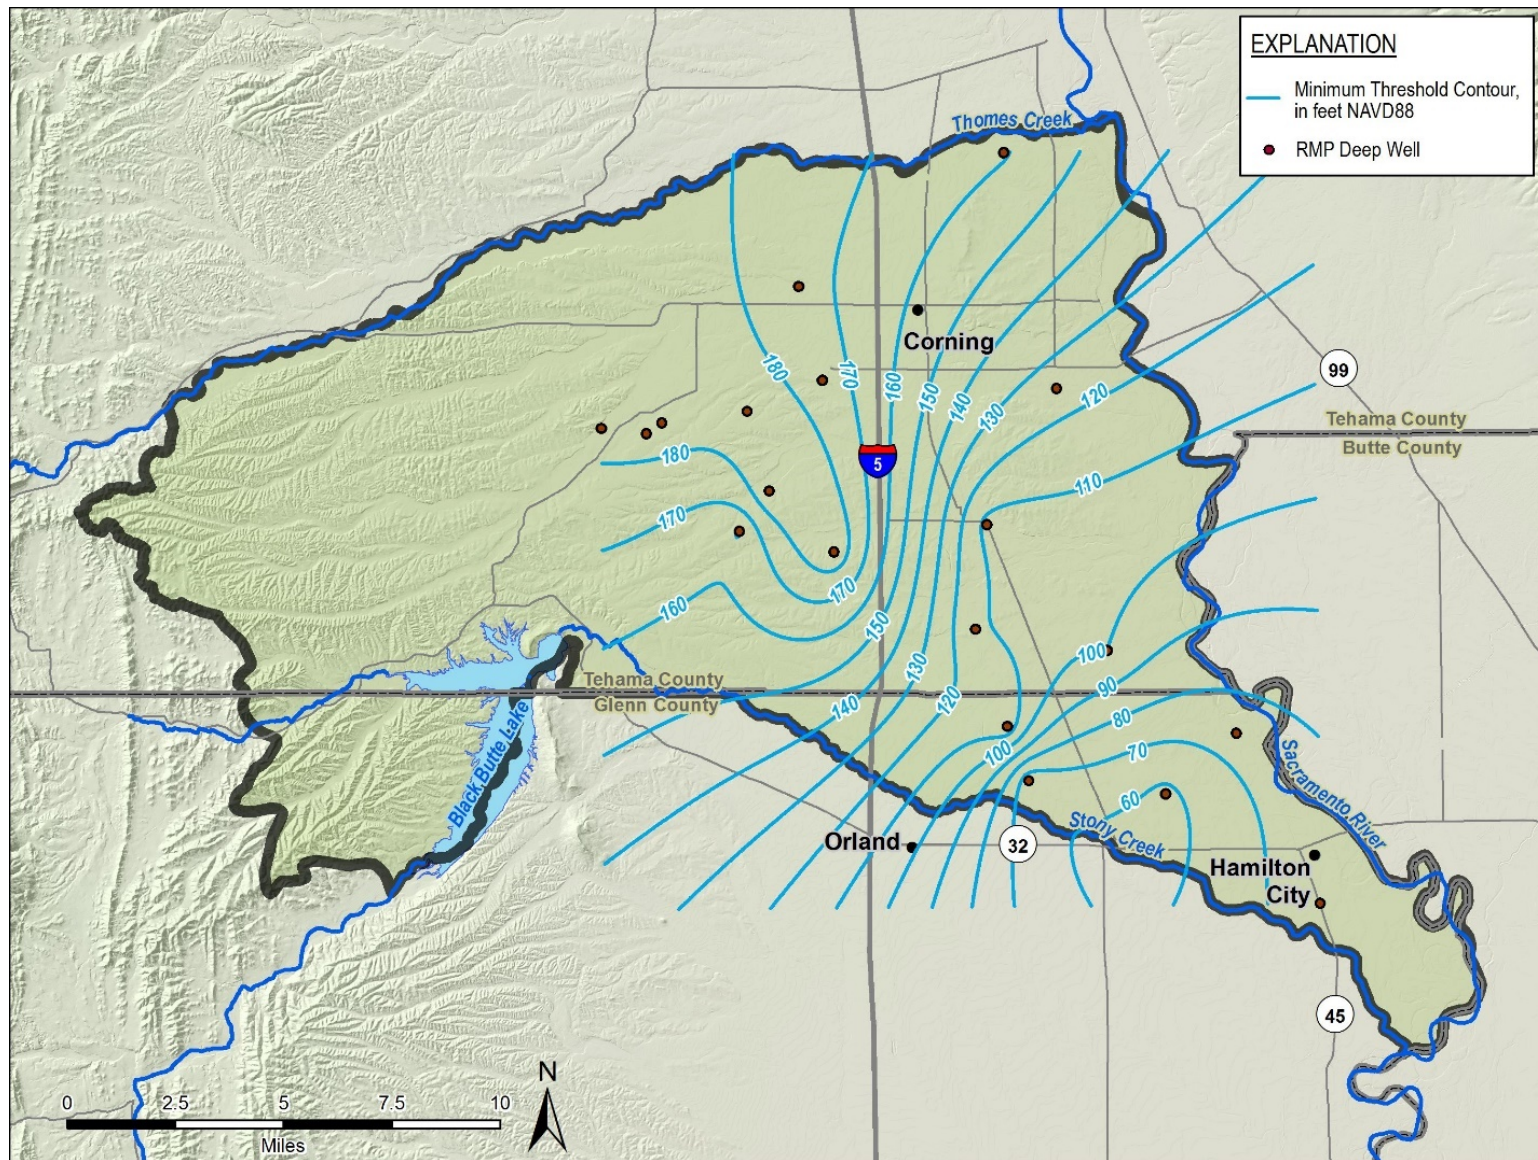 EXPLANATION
Minimum Threshold Contour,
in feet NAVD88
RMP Deep Well
Thomes Creek
Corning
180
170
160
150
140
130
120
99
Tehama County
Butte County
5
110
180
170
160
170
150
130
140
120
100
100
90
80
70
60
Tehama County
Glenn County
Black Butte Lake
Sacramento River
Stony Creek
Orland
32
Hamilton
City
45
N
0 2.5 5 7.5 10
Miles